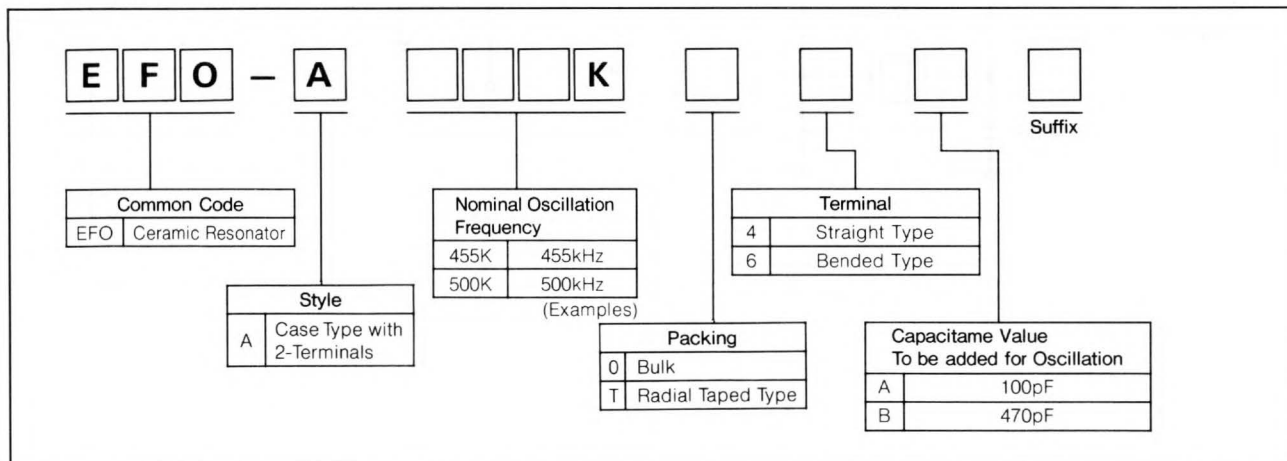 E F O – A K
Suffix
Common Code
EFO Ceramic Resonator
Style
A Case Type with
2-Terminals
Nominal Oscillation
Frequency
455K 455kHz
500K 500kHz
(Examples)
Packing
0 Bulk
T Radial Taped Type
Terminal
4 Straight Type
6 Bended Type
Capacitame Value
To be added for Oscillation
A 100pF
B 470pF